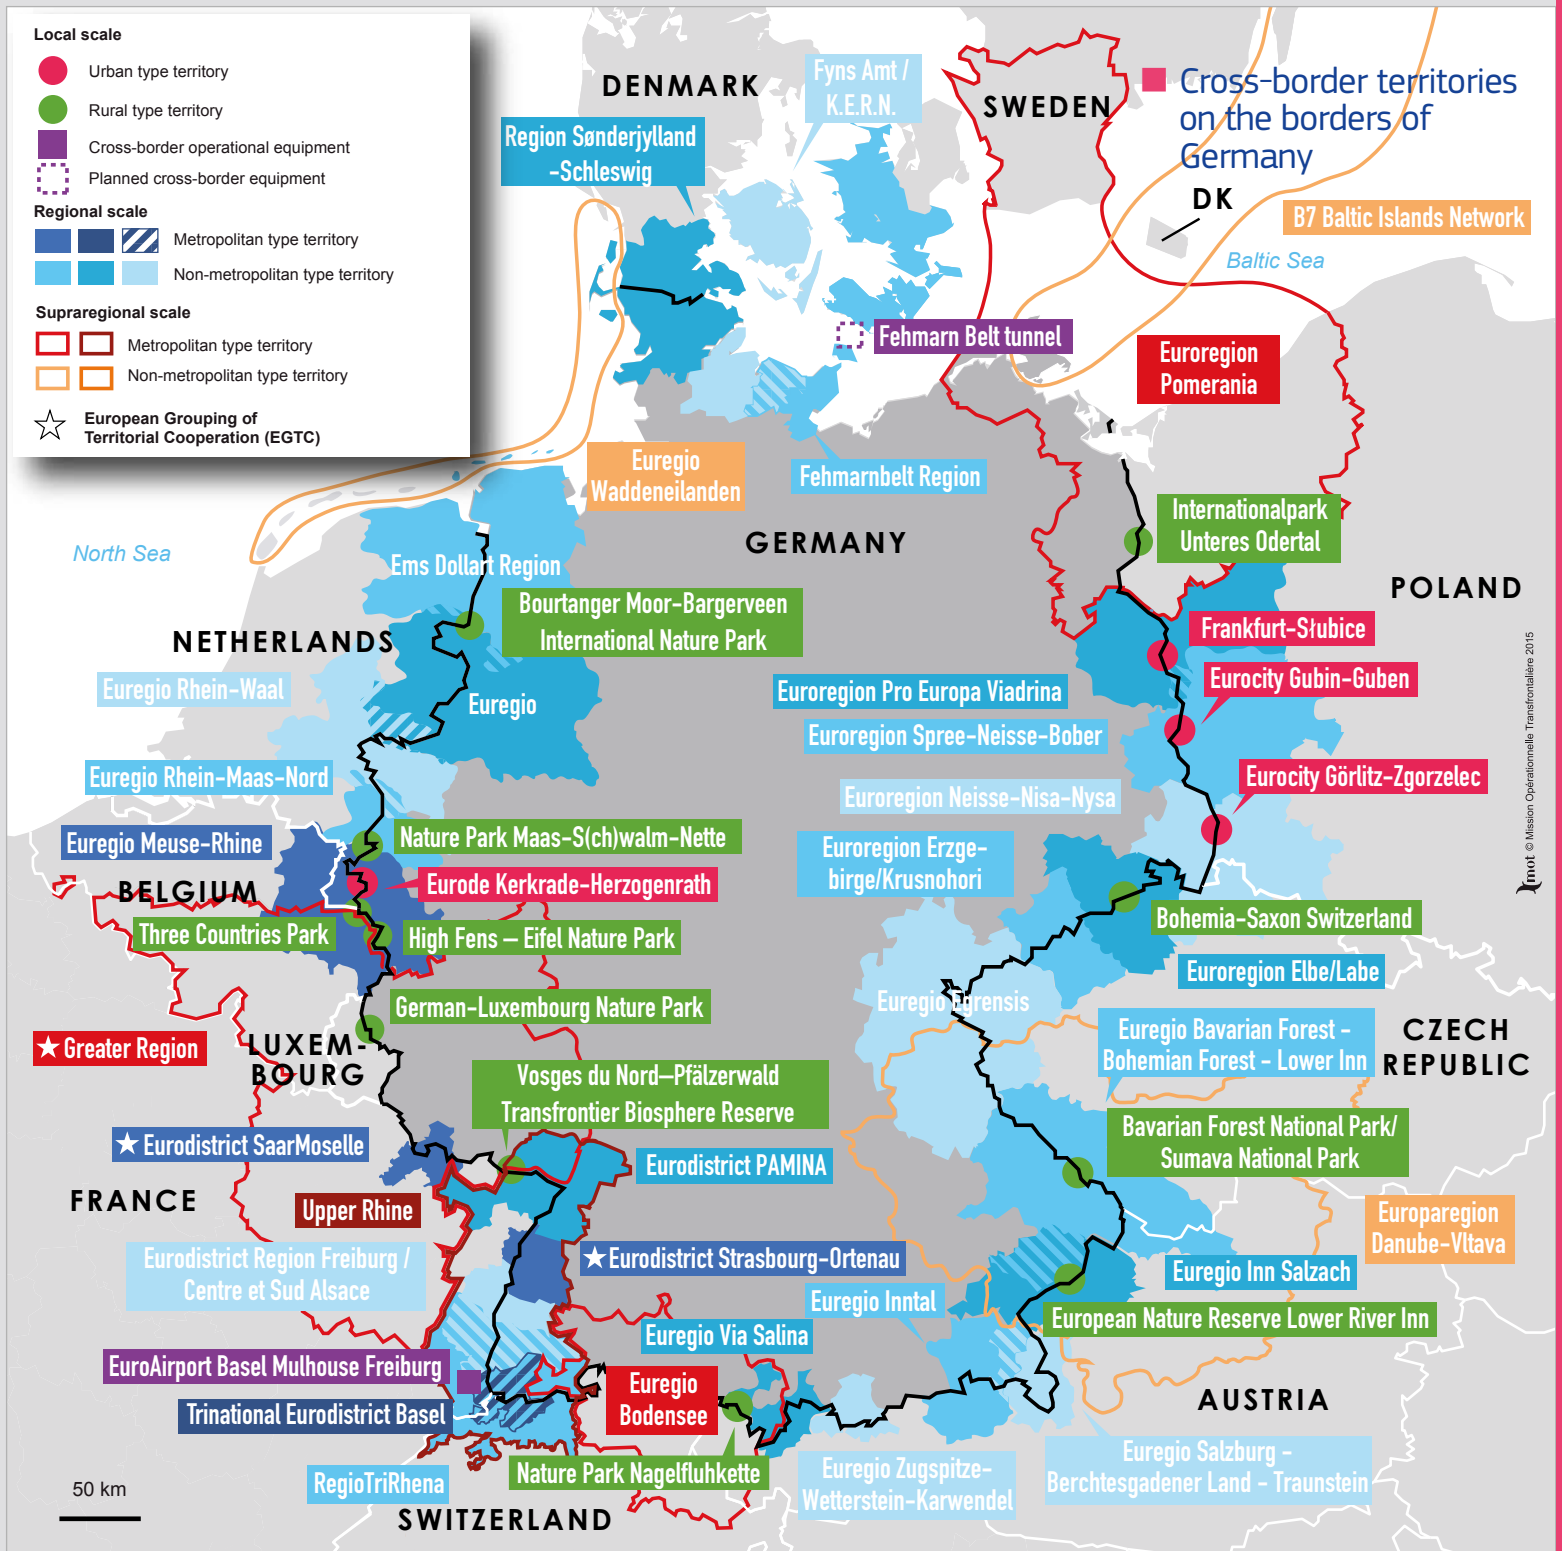 Local scale
Urban type territory
Rural type territory
Cross-border operational equipment
Planned cross-border equipment
Regional scale
Metropolitan type territory
Non-metropolitan type territory
Supraregional scale
Metropolitan type territory
Non-metropolitan type territory
European Grouping of
Territorial Cooperation (EGTC)
Cross-border territories
on the borders of
Germany
DENMARK
Fyns Amt /
K.E.R.N.
SWEDEN
Region Sønderjylland
-Schleswig
DK
B7 Baltic Islands Network
Baltic Sea
Fehmarn Belt tunnel
Euroregion
Pomerania
Euregio
Waddeneilanden
Fehmarnbelt Region
North Sea
GERMANY
Internationalpark
Unteres Odertal
Ems Dollart Region
POLAND
Bourtanger Moor-Bargerveen
International Nature Park
NETHERLANDS
Frankfurt-Słubice
Euregio Rhein-Waal
Euregio
Euroregion Pro Europa Viadrina
Eurocity Gubin-Guben
Euroregion Spree-Neisse-Bober
Euregio Rhein-Maas-Nord
Eurocity Görlitz-Zgorzelec
Euroregion Neisse-Nisa-Nysa
Euregio Meuse-Rhine
Nature Park Maas-S(ch)walm-Nette
Euroregion Erzge-
birge/Krusnohori
mot © Mission Opérationnelle Transfrontalière 2015
BELGIUM
Eurode Kerkrade-Herzogenrath
Three Countries Park
High Fens – Eifel Nature Park
Bohemia-Saxon Switzerland
Euroregion Elbe/Labe
German-Luxembourg Nature Park
Euregio Egrensis
Greater Region
LUXEM-
BOURG
Euregio Bavarian Forest -
Bohemian Forest - Lower Inn
CZECH
REPUBLIC
Vosges du Nord–Pfälzerwald
Transfrontier Biosphere Reserve
Eurodistrict SaarMoselle
Bavarian Forest National Park/
Sumava National Park
Eurodistrict PAMINA
FRANCE
Upper Rhine
Europaregion
Danube-Vltava
Eurodistrict Region Freiburg /
Centre et Sud Alsace
Eurodistrict Strasbourg-Ortenau
Euregio Inn Salzach
Euregio Inntal
European Nature Reserve Lower River Inn
Euregio Via Salina
EuroAirport Basel Mulhouse Freiburg
Euregio
Bodensee
AUSTRIA
Trinational Eurodistrict Basel
Euregio Salzburg -
Berchtesgadener Land - Traunstein
Nature Park Nagelfluhkette
Euregio Zugspitze-
Wetterstein-Karwendel
RegioTriRhena
50 km
SWITZERLAND